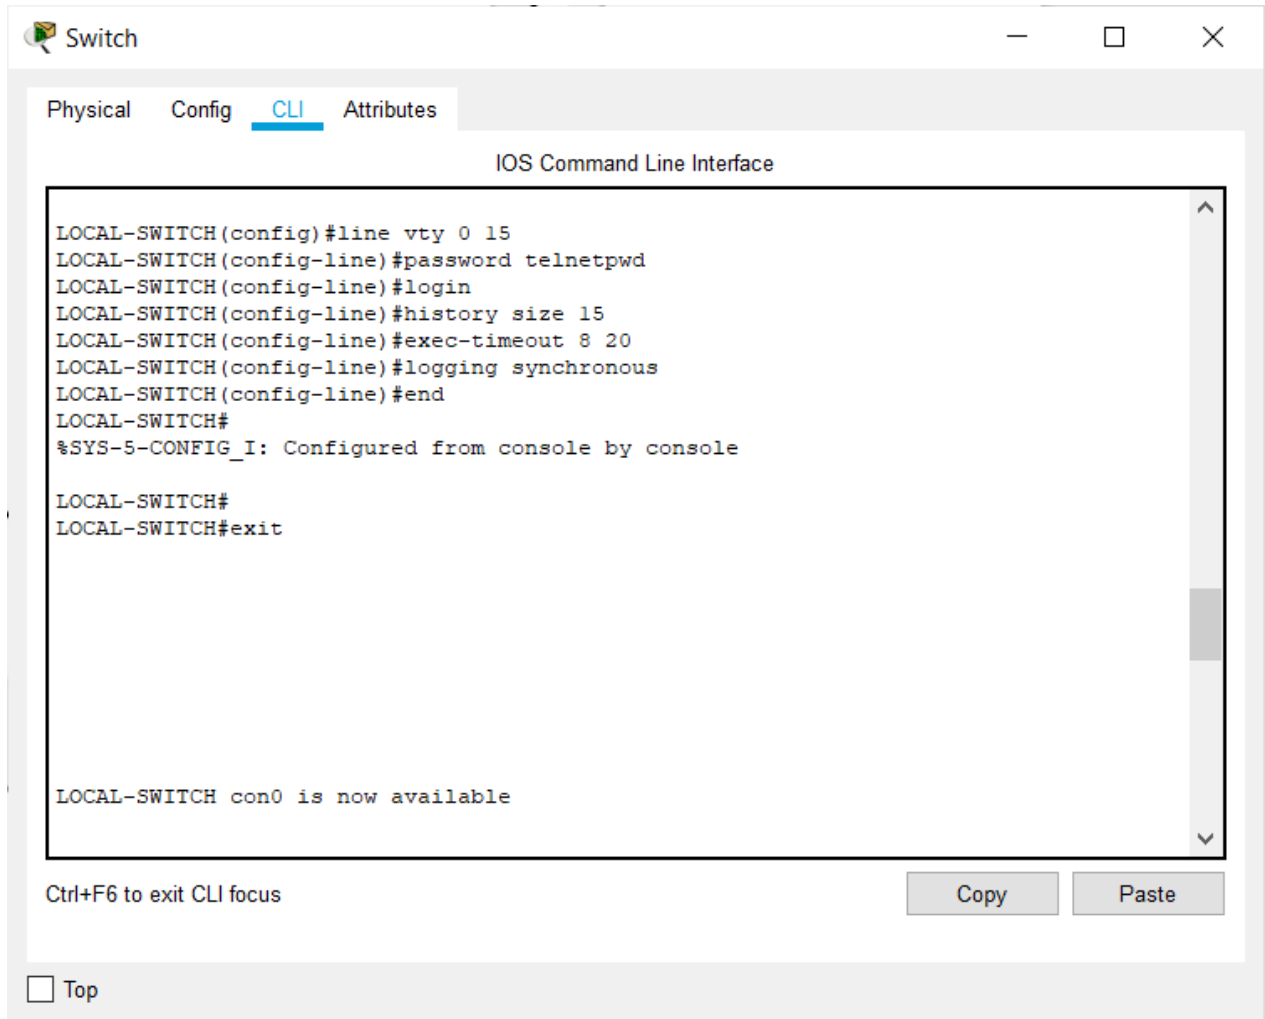 Switch
Physical Config CLI Attributes
IOS Command Line Interface
LOCAL-SWITCH(config)#line vty 0 15
LOCAL-SWITCH(config-line)#password telnetpwd
LOCAL-SWITCH(config-line)#login
LOCAL-SWITCH(config-line)#history size 15
LOCAL-SWITCH(config-line)#exec-timeout 8 20
LOCAL-SWITCH(config-line)#logging synchronous
LOCAL-SWITCH(config-line)#end
LOCAL-SWITCH#
%SYS-5-CONFIG_I: Configured from console by console
LOCAL-SWITCH#
LOCAL-SWITCH#exit
LOCAL-SWITCH con0 is now available
Ctrl+F6 to exit CLI focus
Copy Paste
Top